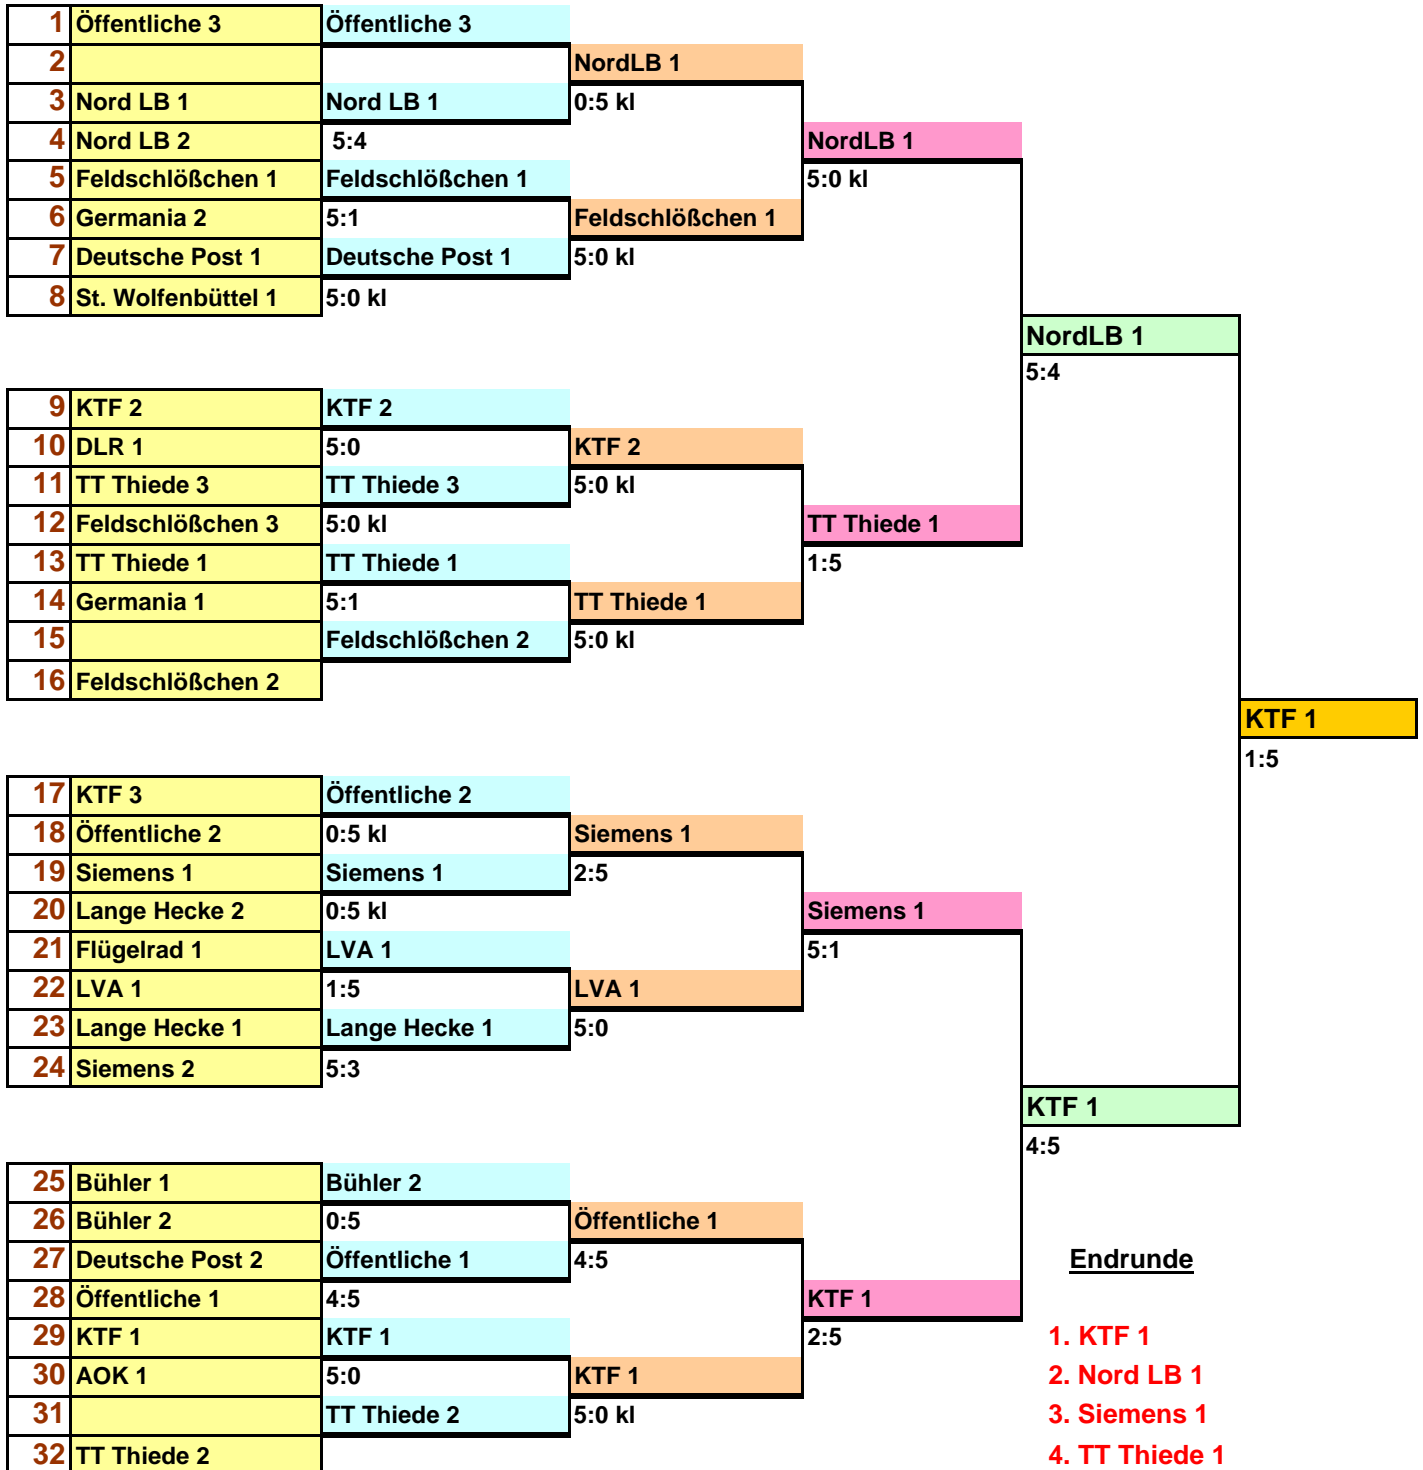 1 Öffentliche 3 Öffentliche 3
2 NordLB 1
3 Nord LB 1 Nord LB 1 0:5 kl
4 Nord LB 2 5:4 NordLB 1
5 Feldschlößchen 1 Feldschlößchen 1 5:0 kl
6 Germania 2 5:1 Feldschlößchen 1
7 Deutsche Post 1 Deutsche Post 1 5:0 kl
8 St. Wolfenbüttel 1 5:0 kl
NordLB 1
5:4
9 KTF 2 KTF 2
10 DLR 1 5:0 KTF 2
11 TT Thiede 3 TT Thiede 3 5:0 kl
12 Feldschlößchen 3 5:0 kl TT Thiede 1
13 TT Thiede 1 TT Thiede 1 1:5
14 Germania 1 5:1 TT Thiede 1
15 Feldschlößchen 2 5:0 kl
16 Feldschlößchen 2
KTF 1
1:5
17 KTF 3 Öffentliche 2
18 Öffentliche 2 0:5 kl Siemens 1
19 Siemens 1 Siemens 1 2:5
20 Lange Hecke 2 0:5 kl Siemens 1
21 Flügelrad 1 LVA 1 5:1
22 LVA 1 1:5 LVA 1
23 Lange Hecke 1 Lange Hecke 1 5:0
24 Siemens 2 5:3
KTF 1
4:5
25 Bühler 1 Bühler 2
26 Bühler 2 0:5 Öffentliche 1
27 Deutsche Post 2 Öffentliche 1 4:5 Endrunde
28 Öffentliche 1 4:5 KTF 1
29 KTF 1 KTF 1 2:5 1. KTF 1
30 AOK 1 5:0 KTF 1 2. Nord LB 1
31 TT Thiede 2 5:0 kl 3. Siemens 1
32 TT Thiede 2 4. TT Thiede 1